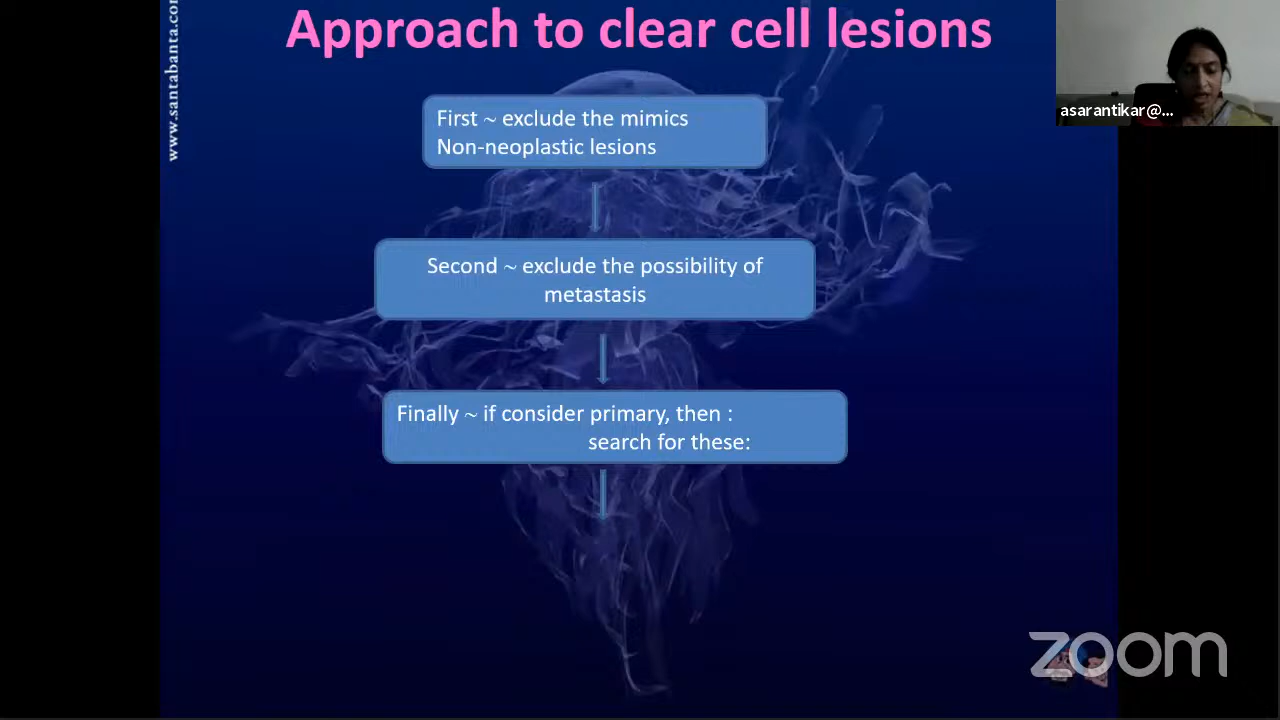 Approach to clear cell lesions
www.santabanta.com
asarantikar@...
First ~ exclude the mimics
Non-neoplastic lesions
Second ~ exclude the possibility of
metastasis
Finally ~ if consider primary, then :
search for these:
zoom